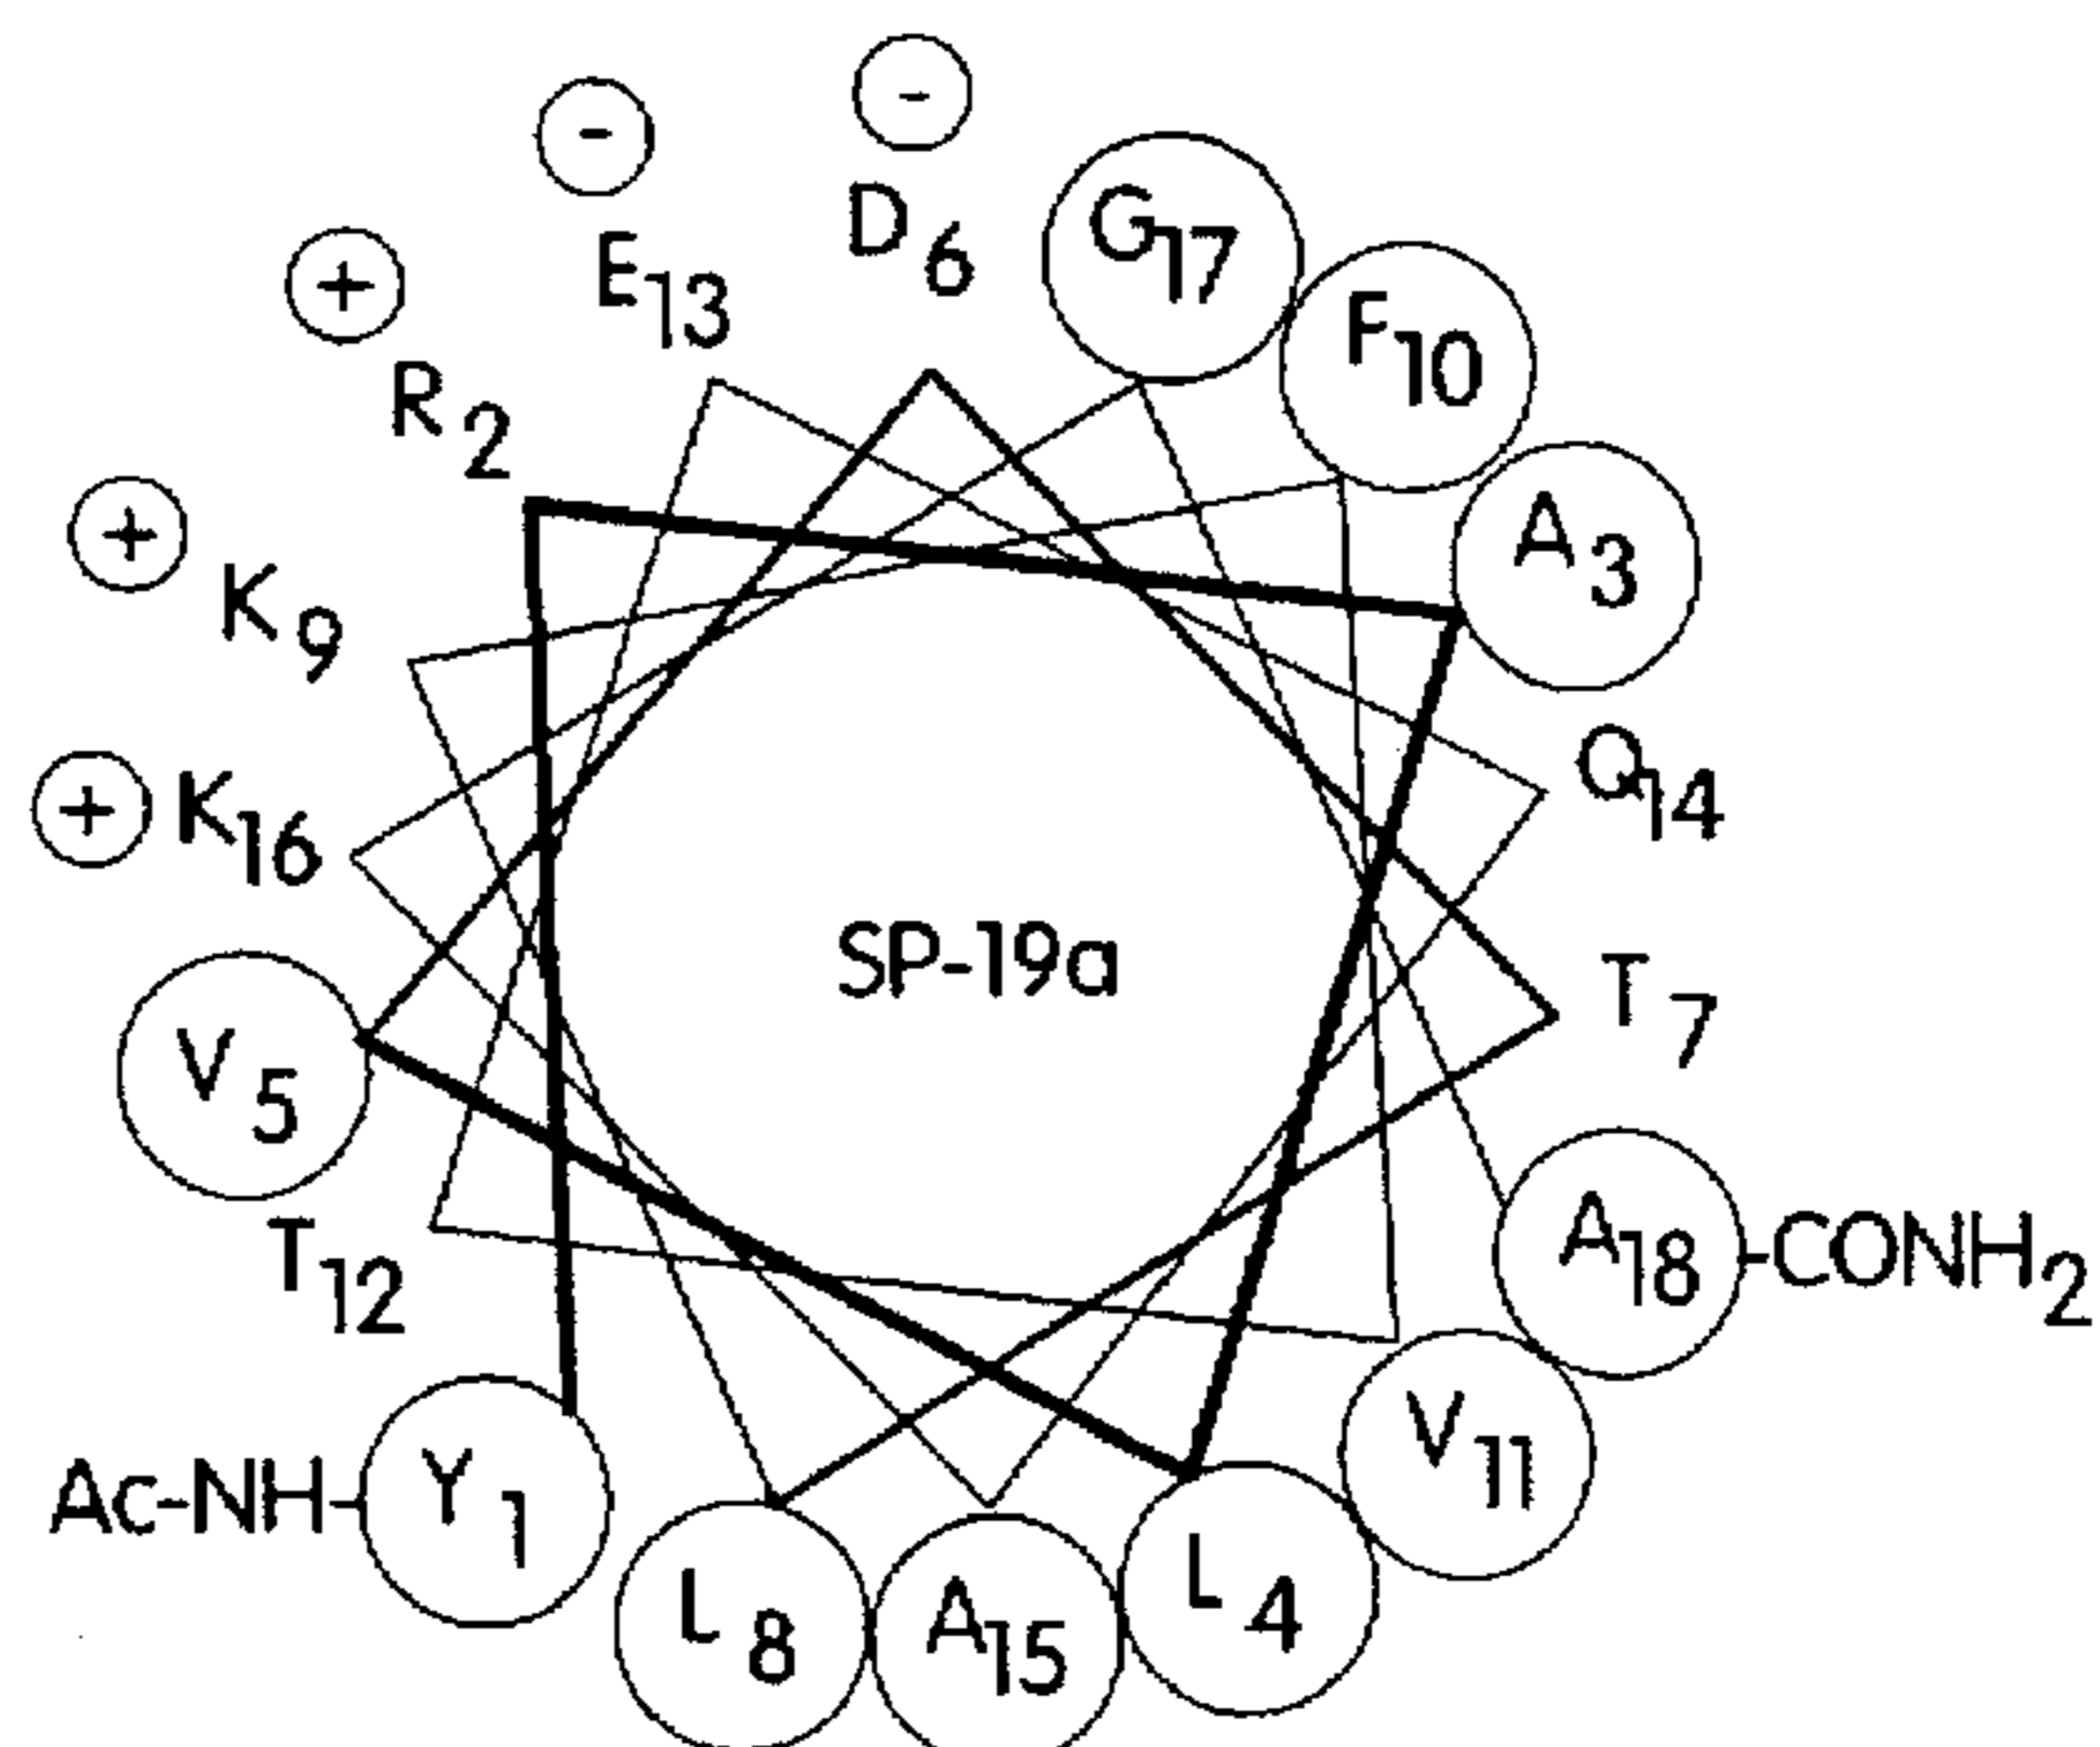 -
-
D6
G17
+
E13
F10
R2
+
A3
K9
Q14
+
K16
SP-19a
T7
V5
A18-CONH2
T12
V11
Ac-NH-Y1
L4
L8
A15